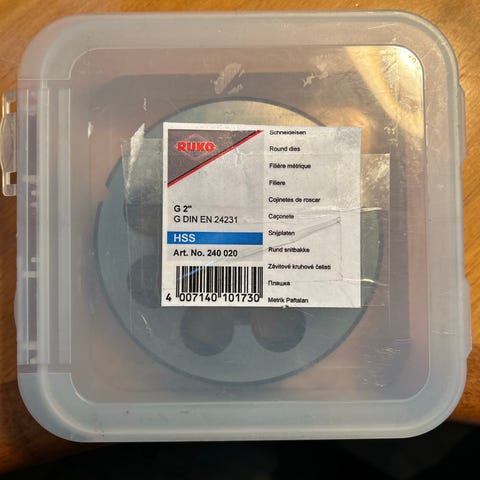 RUKO
G 2"
G DIN EN 24231
HSS
Art. No. 240 020
4 007140 101730
Schneideisen
Round dies
Filière métrique
Filiere
Cojinetes de roscar
Caçonete
Snijplaten
Rund snitbakke
Závitové kruhové čelisti
Плашка
Metrik Paftaları